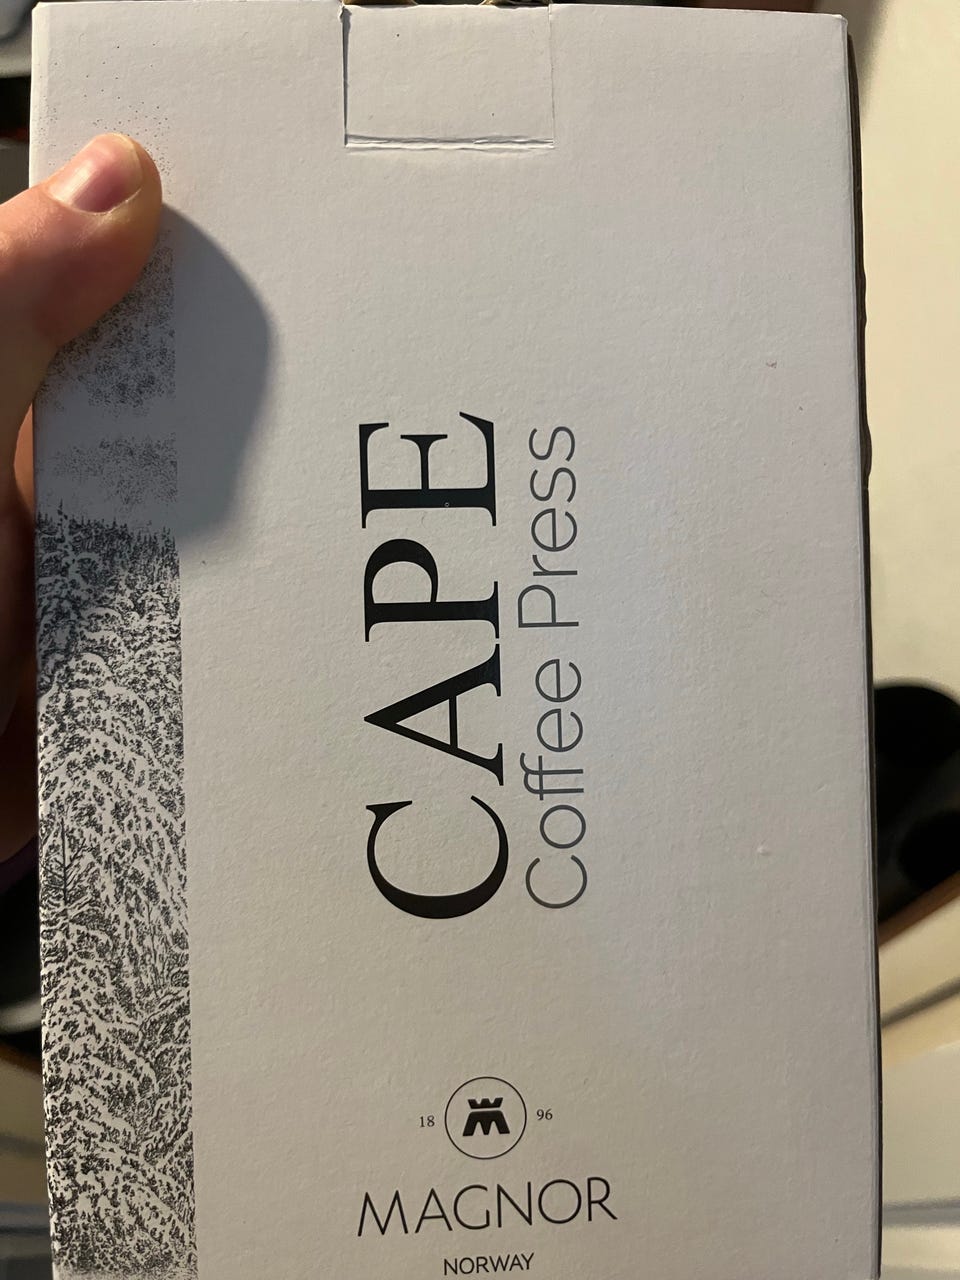 CAPE
Coffee Press
18 96
MAGNOR
NORWAY